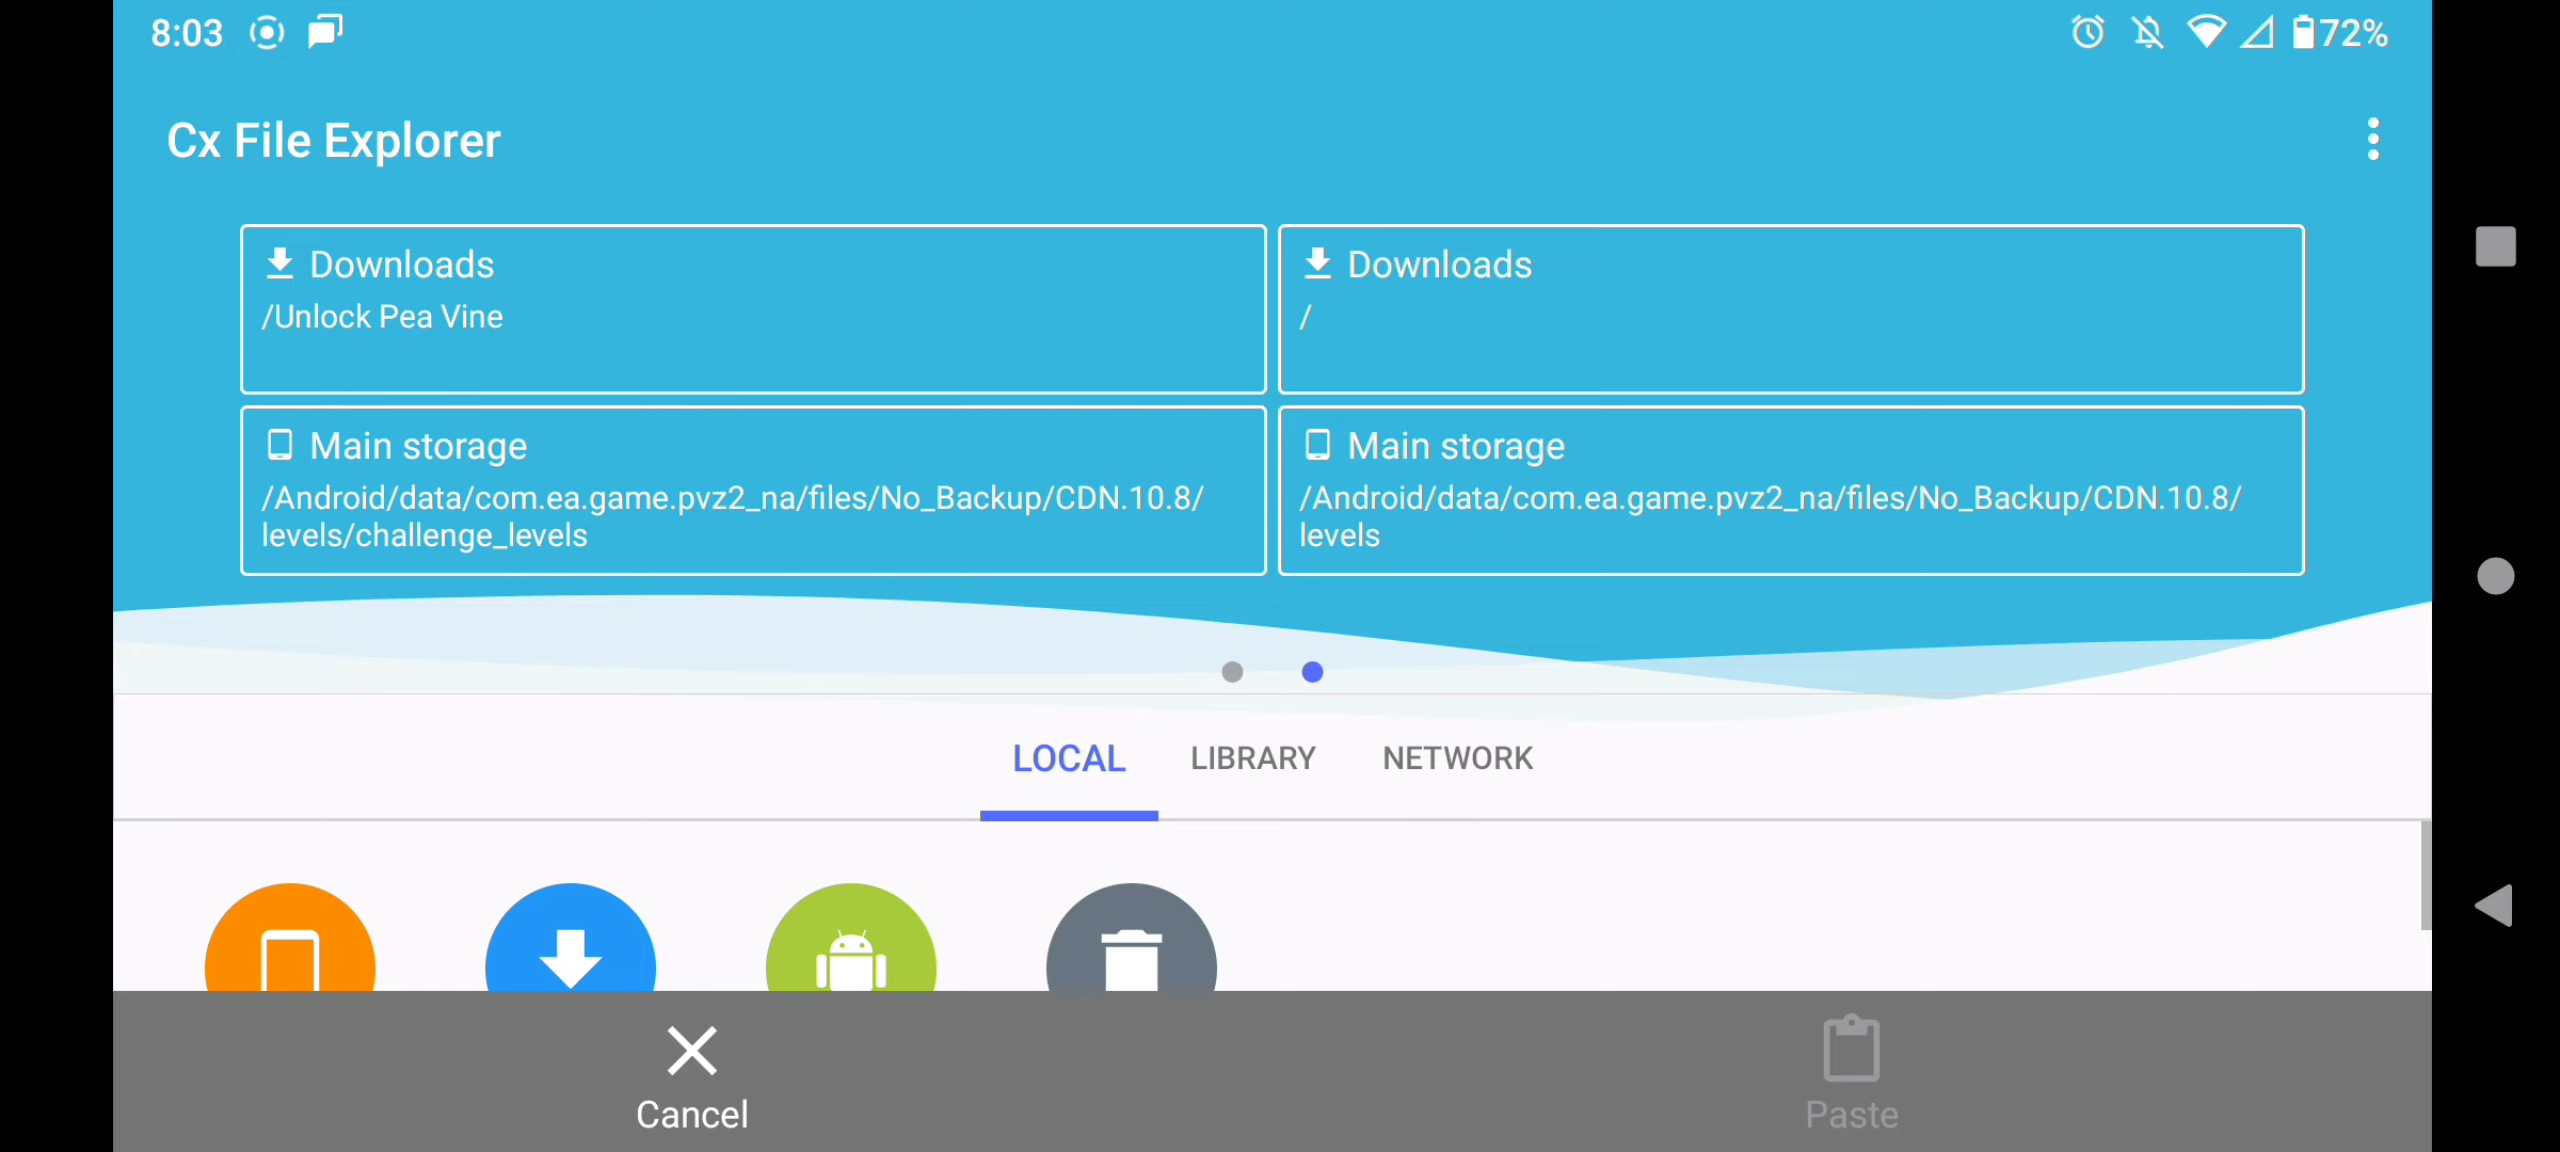 8:03
72%
Cx File Explorer
Downloads
/Unlock Pea Vine
Downloads
/
Main storage
/Android/data/com.ea.game.pvz2_na/files/No_Backup/CDN.10.8/
levels/challenge_levels
Main storage
/Android/data/com.ea.game.pvz2_na/files/No_Backup/CDN.10.8/
levels
LOCAL
LIBRARY
NETWORK
Cancel
Paste